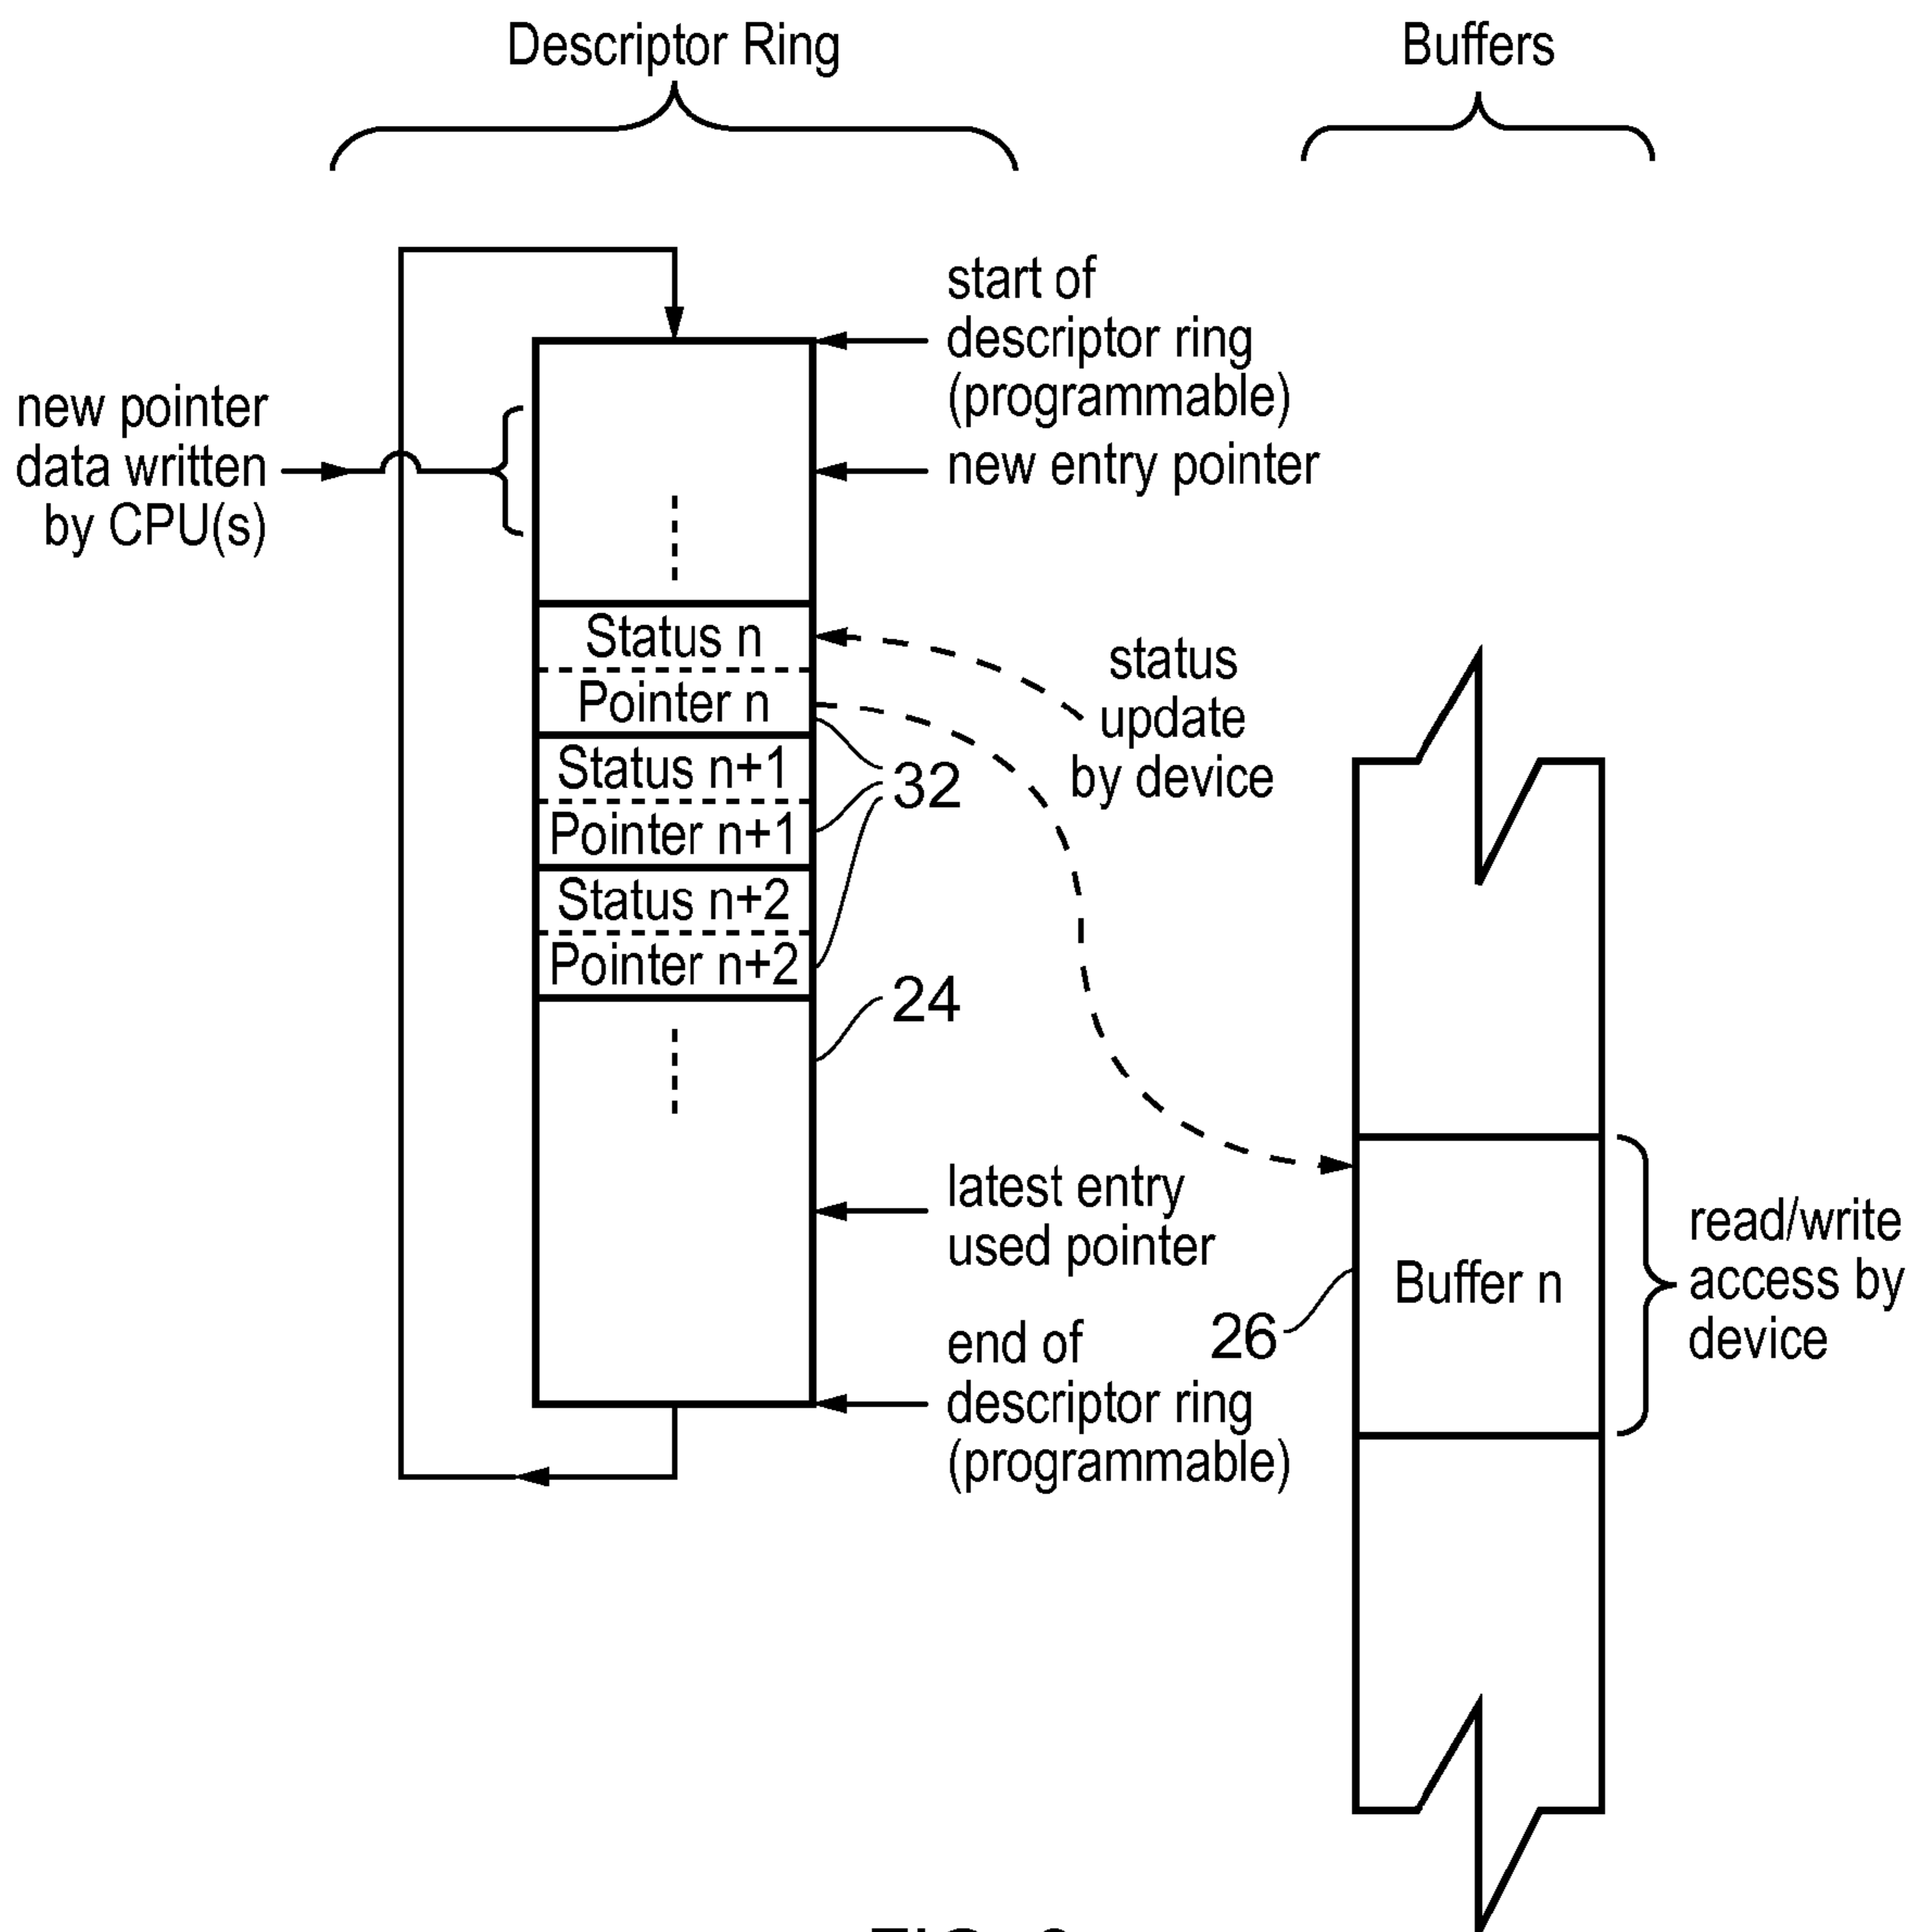 Descriptor Ring
Buffers
start of
descriptor ring
(programmable)
new pointer
data written
by CPU(s)
new entry pointer
Status n
Pointer n
status
update
by device
Status n+1
Pointer n+1
32
Status n+2
Pointer n+2
24
latest entry
used pointer
Buffer n
read/write
access by
device
26
end of
descriptor ring
(programmable)